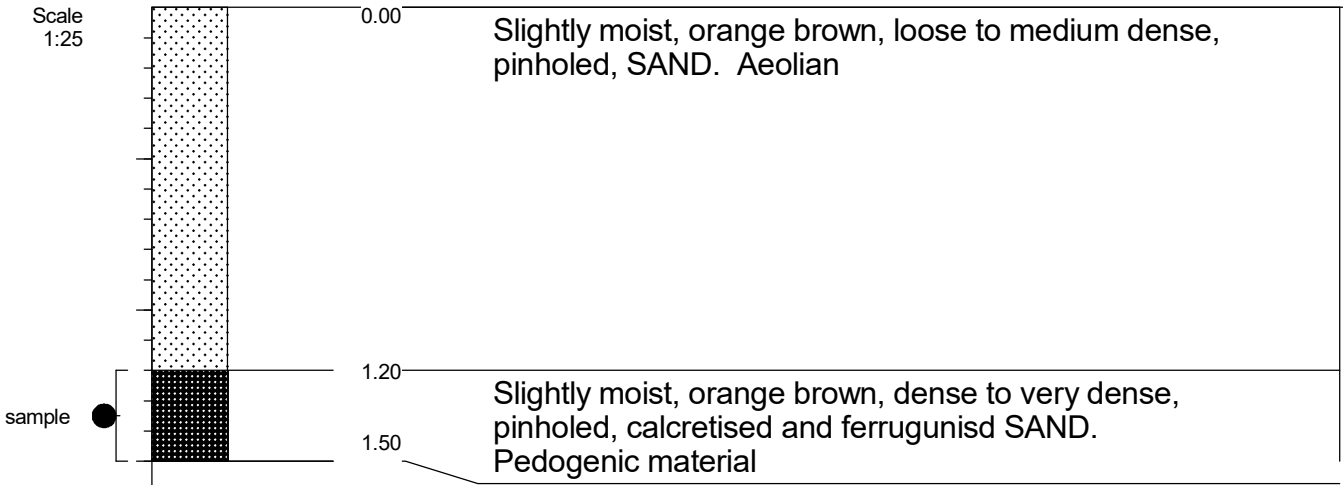 Scale
1:25
0.00
Slightly moist, orange brown, loose to medium dense,
pinholed, SAND.  Aeolian
1.20
Slightly moist, orange brown, dense to very dense,
pinholed, calcretised and ferrugunisd SAND.
Pedogenic material
sample
1.50